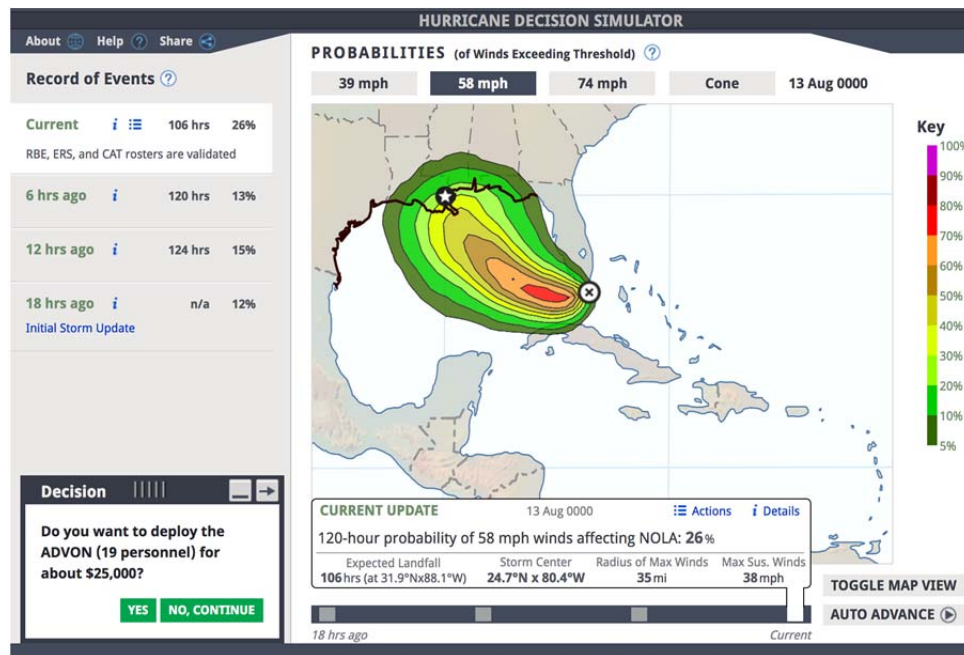 HURRICANE DECISION SIMULATOR
About Help Share
Record of Events
Current 106 hrs 26%
RBE, ERS, and CAT rosters are validated
6 hrs ago 120 hrs 13%
12 hrs ago 124 hrs 15%
18 hrs ago n/a 12%
Initial Storm Update
Decision
Do you want to deploy the
ADVON (19 personnel) for
about $25,000?
YES NO, CONTINUE
PROBABILITIES (of Winds Exceeding Threshold)
39 mph 58 mph 74 mph Cone 13 Aug 0000
Key
100%
90%
80%
70%
60%
50%
40%
30%
20%
10%
5%
CURRENT UPDATE 13 Aug 0000 Actions i Details
120-hour probability of 58 mph winds affecting NOLA: 26%
Expected Landfall Storm Center Radius of Max Winds Max Sus. Winds
106 hrs (at 31.9°Nx88.1°W) 24.7°N x 80.4°W 35 mi 38 mph
18 hrs ago Current
TOGGLE MAP VIEW
AUTO ADVANCE